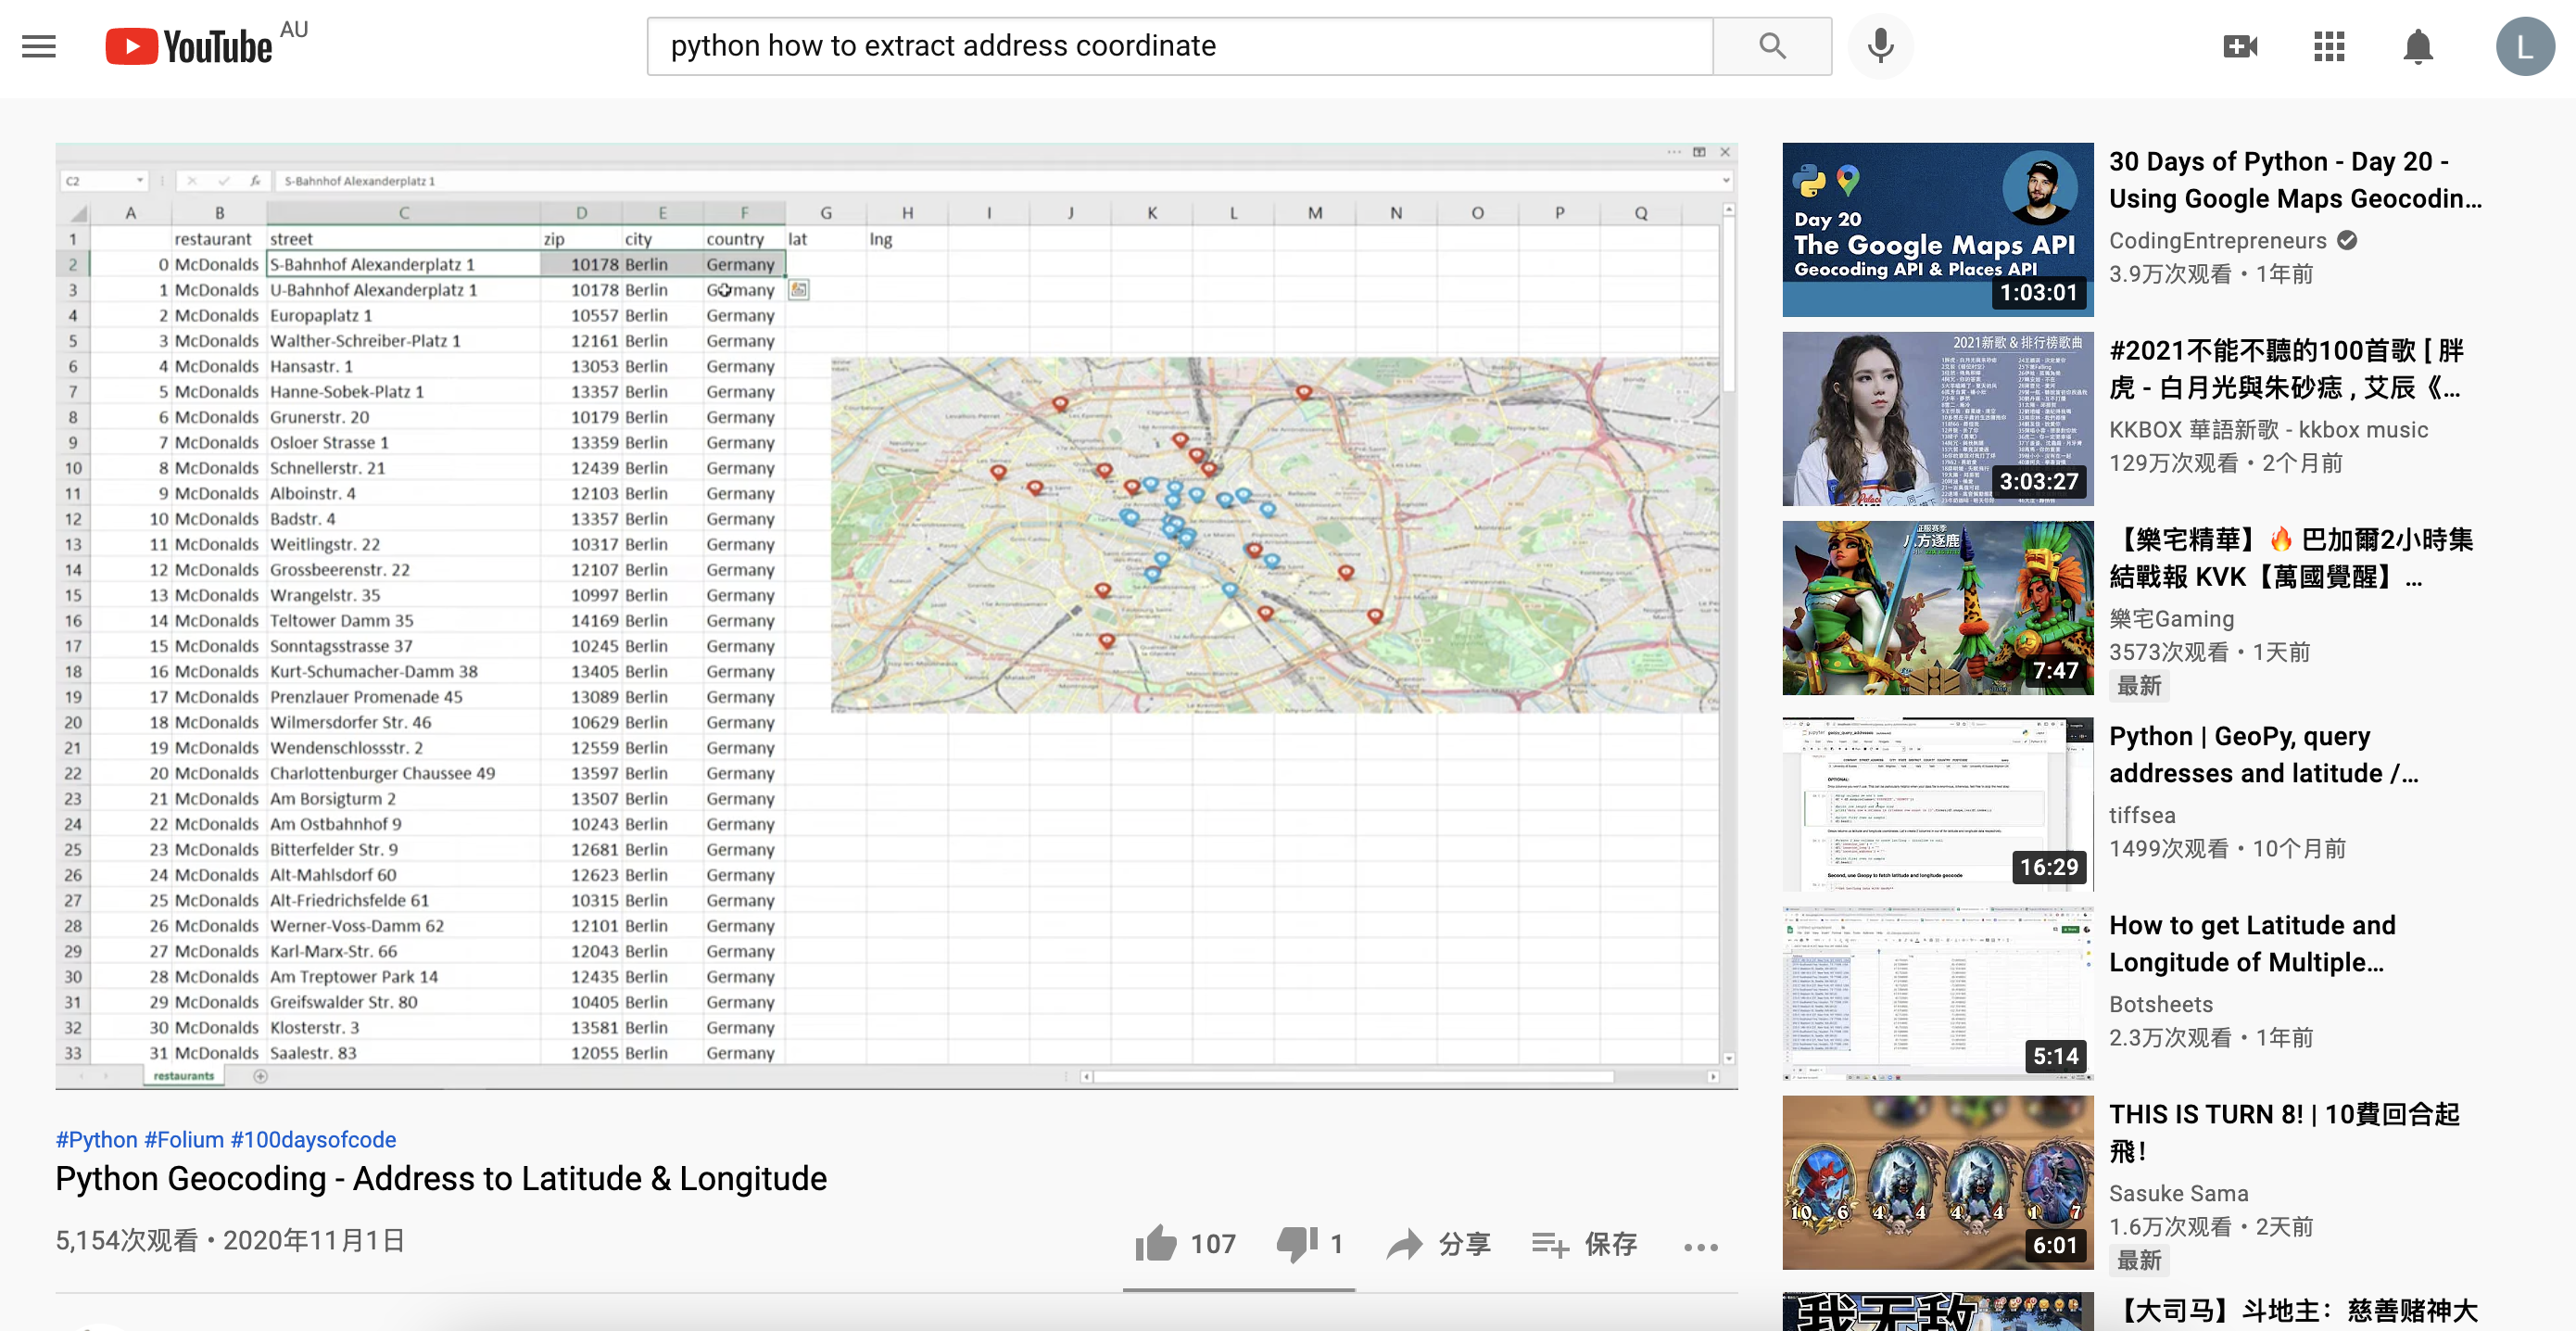 YouTube AU
python how to extract address coordinate
L
C2
S-Bahnhof Alexanderplatz 1
A B C D E F G H I J K L M N O P Q
1 restaurant street zip city country lat lng
2 0 McDonalds S-Bahnhof Alexanderplatz 1 10178 Berlin Germany
3 1 McDonalds U-Bahnhof Alexanderplatz 1 10178 Berlin Germany
4 2 McDonalds Europaplatz 1 10557 Berlin Germany
5 3 McDonalds Walther-Schreiber-Platz 1 12161 Berlin Germany
6 4 McDonalds Hansastr. 1 13053 Berlin Germany
7 5 McDonalds Hanne-Sobek-Platz 1 13357 Berlin Germany
8 6 McDonalds Grunerstr. 20 10179 Berlin Germany
9 7 McDonalds Osloer Strasse 1 13359 Berlin Germany
10 8 McDonalds Schnellerstr. 21 12439 Berlin Germany
11 9 McDonalds Alboinstr. 4 12103 Berlin Germany
12 10 McDonalds Badstr. 4 13357 Berlin Germany
13 11 McDonalds Weitlingstr. 22 10317 Berlin Germany
14 12 McDonalds Grossbeerenstr. 22 12107 Berlin Germany
15 13 McDonalds Wrangelstr. 35 10997 Berlin Germany
16 14 McDonalds Teltower Damm 35 14169 Berlin Germany
17 15 McDonalds Sonntagsstrasse 37 10245 Berlin Germany
18 16 McDonalds Kurt-Schumacher-Damm 38 13405 Berlin Germany
19 17 McDonalds Prenzlauer Promenade 45 13089 Berlin Germany
20 18 McDonalds Wilmersdorfer Str. 46 10629 Berlin Germany
21 19 McDonalds Wendenschlossstr. 2 12559 Berlin Germany
22 20 McDonalds Charlottenburger Chaussee 49 13597 Berlin Germany
23 21 McDonalds Am Borsigturm 2 13507 Berlin Germany
24 22 McDonalds Am Ostbahnhof 9 10243 Berlin Germany
25 23 McDonalds Bitterfelder Str. 9 12681 Berlin Germany
26 24 McDonalds Alt-Mahlsdorf 60 12623 Berlin Germany
27 25 McDonalds Alt-Friedrichsfelde 61 10315 Berlin Germany
28 26 McDonalds Werner-Voss-Damm 62 12101 Berlin Germany
29 27 McDonalds Karl-Marx-Str. 66 12043 Berlin Germany
30 28 McDonalds Am Treptower Park 14 12435 Berlin Germany
31 29 McDonalds Greifswalder Str. 80 10405 Berlin Germany
32 30 McDonalds Klosterstr. 3 13581 Berlin Germany
33 31 McDonalds Saalestr. 83 12055 Berlin Germany
restaurants
#Python #Folium #100daysofcode
Python Geocoding - Address to Latitude & Longitude
5,154次观看 • 2020年11月1日
107
1
分享
保存
Day 20
The Google Maps API
Geocoding API & Places API
1:03:01
30 Days of Python - Day 20 -
Using Google Maps Geocodin...
CodingEntrepreneurs
3.9万次观看 • 1年前
2021新歌 & 排行榜歌曲
3:03:27
#2021不能不聽的100首歌 [ 胖
虎 - 白月光與朱砂痣 , 艾辰《...
KKBOX 華語新歌 - kkbox music
129万次观看 • 2个月前
八方逐鹿
7:47
【樂宅精華】🔥 巴加爾2小時集
結戰報 KVK【萬國覺醒】...
樂宅Gaming
3573次观看 • 1天前
最新
Second, use Geopy to fetch latitude and longitude geocode
16:29
Python | GeoPy, query
addresses and latitude /...
tiffsea
1499次观看 • 10个月前
5:14
How to get Latitude and
Longitude of Multiple...
Botsheets
2.3万次观看 • 1年前
10 6 4 4 4 4 1 7
6:01
THIS IS TURN 8! | 10費回合起
飛!
Sasuke Sama
1.6万次观看 • 2天前
最新
我无敌
【大司马】斗地主：慈善赌神大